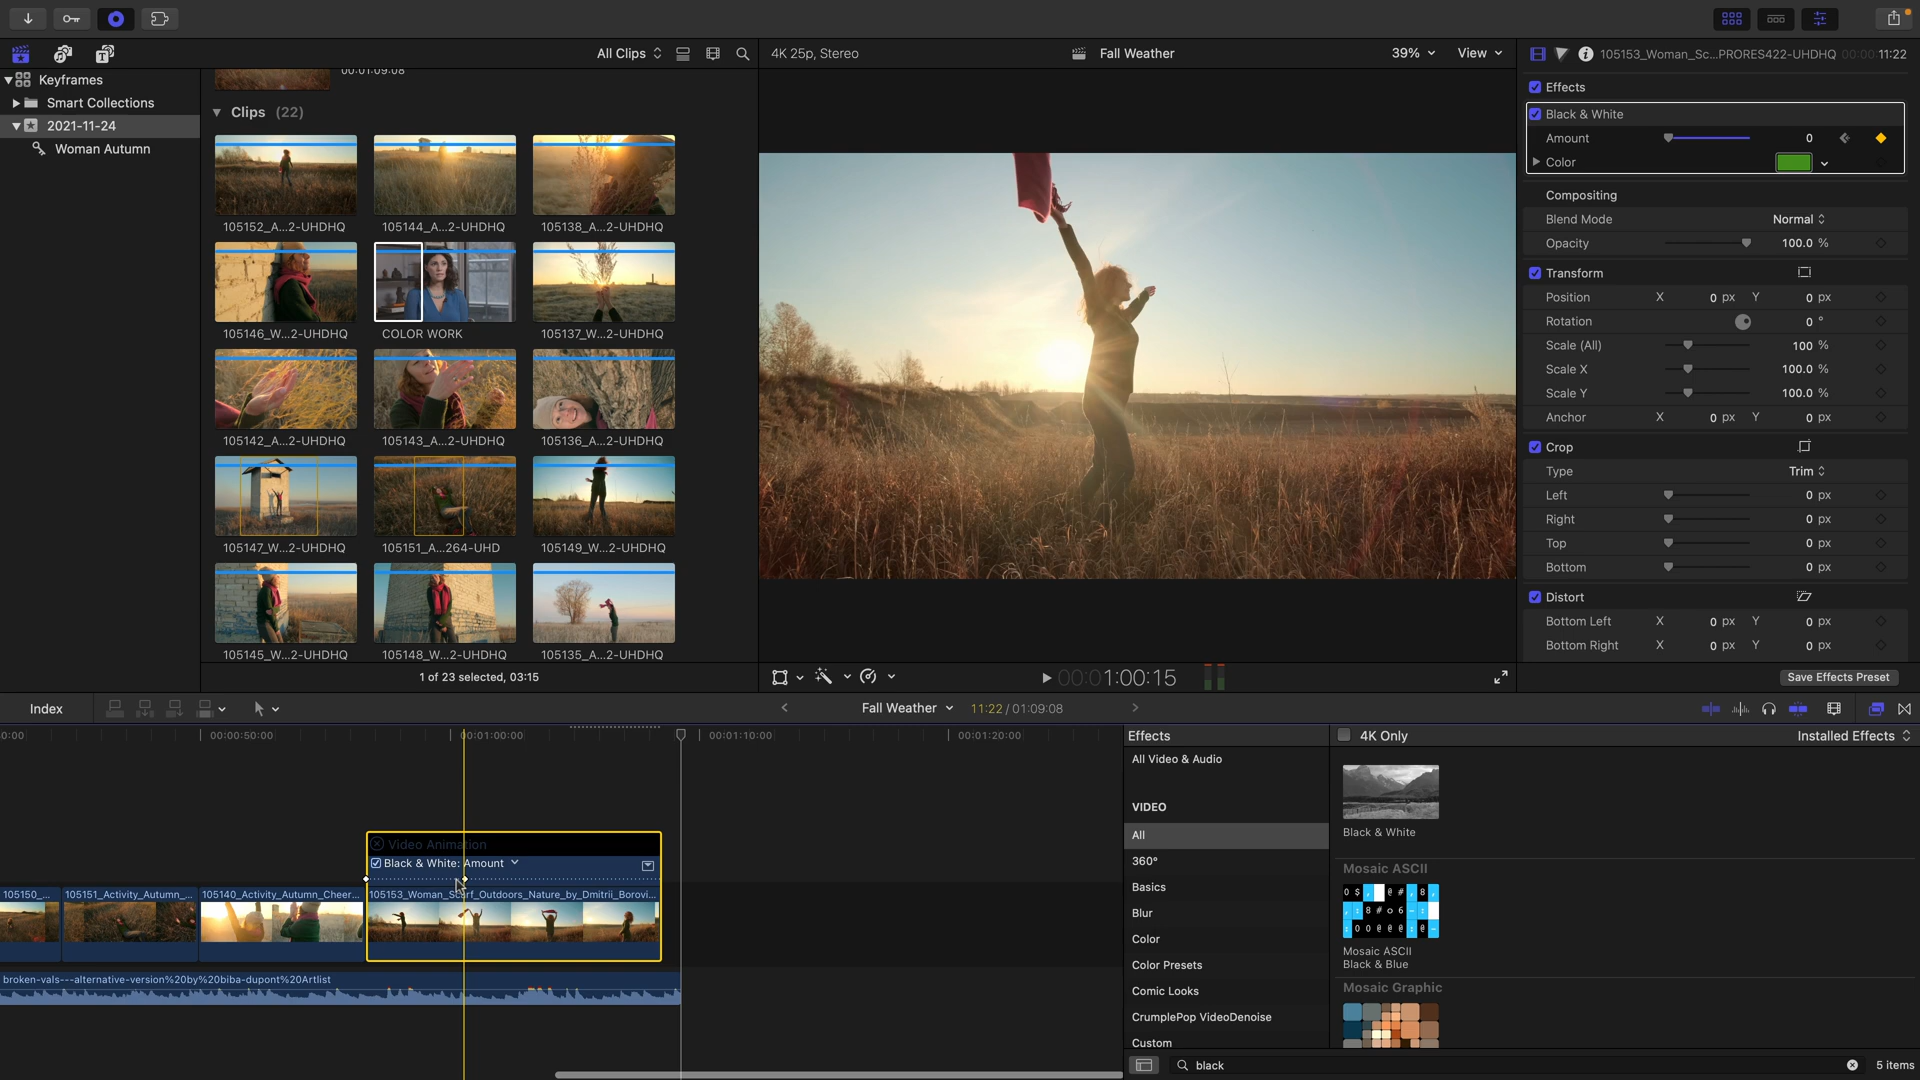 All Clips
4K 25p, Stereo
Fall Weather
39%
View
105153_Woman_Sc...PRORES422-UHDHQ
00:00:11:22
Keyframes
Smart Collections
2021-11-24
Woman Autumn
00:01:09:08
Clips (22)
105152_A...2-UHDHQ
105144_A...2-UHDHQ
105138_A...2-UHDHQ
105146_W...2-UHDHQ
COLOR WORK
105137_W...2-UHDHQ
105142_A...2-UHDHQ
105143_A...2-UHDHQ
105136_A...2-UHDHQ
105147_W...2-UHDHQ
105151_A...264-UHD
105149_W...2-UHDHQ
105145_W...2-UHDHQ
105148_W...2-UHDHQ
105135_A...2-UHDHQ
1 of 23 selected, 03:15
00:01:00:15
Effects
Black & White
Amount 0
Color
Compositing
Blend Mode Normal
Opacity 100.0 %
Transform
Position X 0 px Y 0 px
Rotation 0 °
Scale (All) 100 %
Scale X 100.0 %
Scale Y 100.0 %
Anchor X 0 px Y 0 px
Crop
Type Trim
Left 0 px
Right 0 px
Top 0 px
Bottom 0 px
Distort
Bottom Left X 0 px Y 0 px
Bottom Right X 0 px Y 0 px
Save Effects Preset
Index
Fall Weather
11:22 / 01:09:08
0:00
00:00:50:00
00:01:00:00
00:01:10:00
00:01:20:00
Video Animation
Black & White: Amount
105150_...
105151_Activity_Autumn_...
105140_Activity_Autumn_Cheer...
105153_Woman_Scarf_Outdoors_Nature_by_Dmitrii_Borovi...
broken-vals---alternative-version%20by%20biba-dupont%20Artlist
Effects
All Video & Audio
VIDEO
All
360°
Basics
Blur
Color
Color Presets
Comic Looks
CrumplePop VideoDenoise
Custom
4K Only
Installed Effects
Black & White
Mosaic ASCII
Mosaic ASCII
Black & Blue
Mosaic Graphic
black
5 items